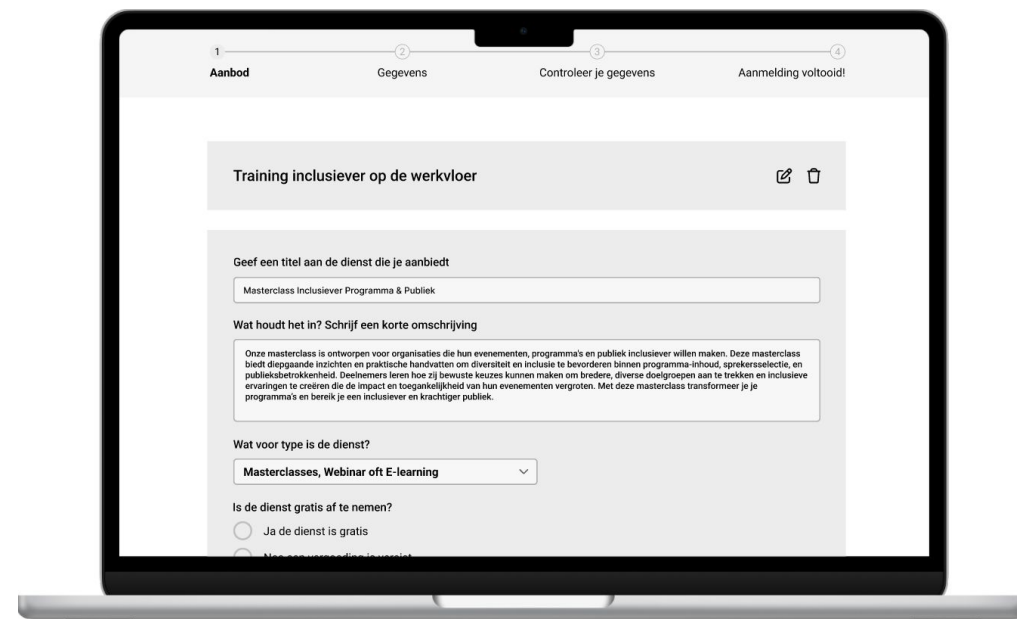 1 2 3 4
Aanbod Gegevens Controleer je gegevens Aanmelding voltooid!
Training inclusiever op de werkvloer
Geef een titel aan de dienst die je aanbiedt
Masterclass Inclusiever Programma & Publiek
Wat houdt het in? Schrijf een korte omschrijving
Onze masterclass is ontworpen voor organisaties die hun evenementen, programma's en publiek inclusiever willen maken. Deze masterclass
biedt diepgaande inzichten en praktische handvatten om diversiteit en inclusie te bevorderen binnen programma-inhoud, sprekersselectie, en
publieksbetrokkenheid. Deelnemers leren hoe zij bewuste keuzes kunnen maken om bredere, diverse doelgroepen aan te trekken en inclusieve
ervaringen te creëren die de impact en toegankelijkheid van hun evenementen vergroten. Met deze masterclass transformeer je je
programma's en bereik je een inclusiever en krachtiger publiek.
Wat voor type is de dienst?
Masterclasses, Webinar oft E-learning
Is de dienst gratis af te nemen?
Ja de dienst is gratis